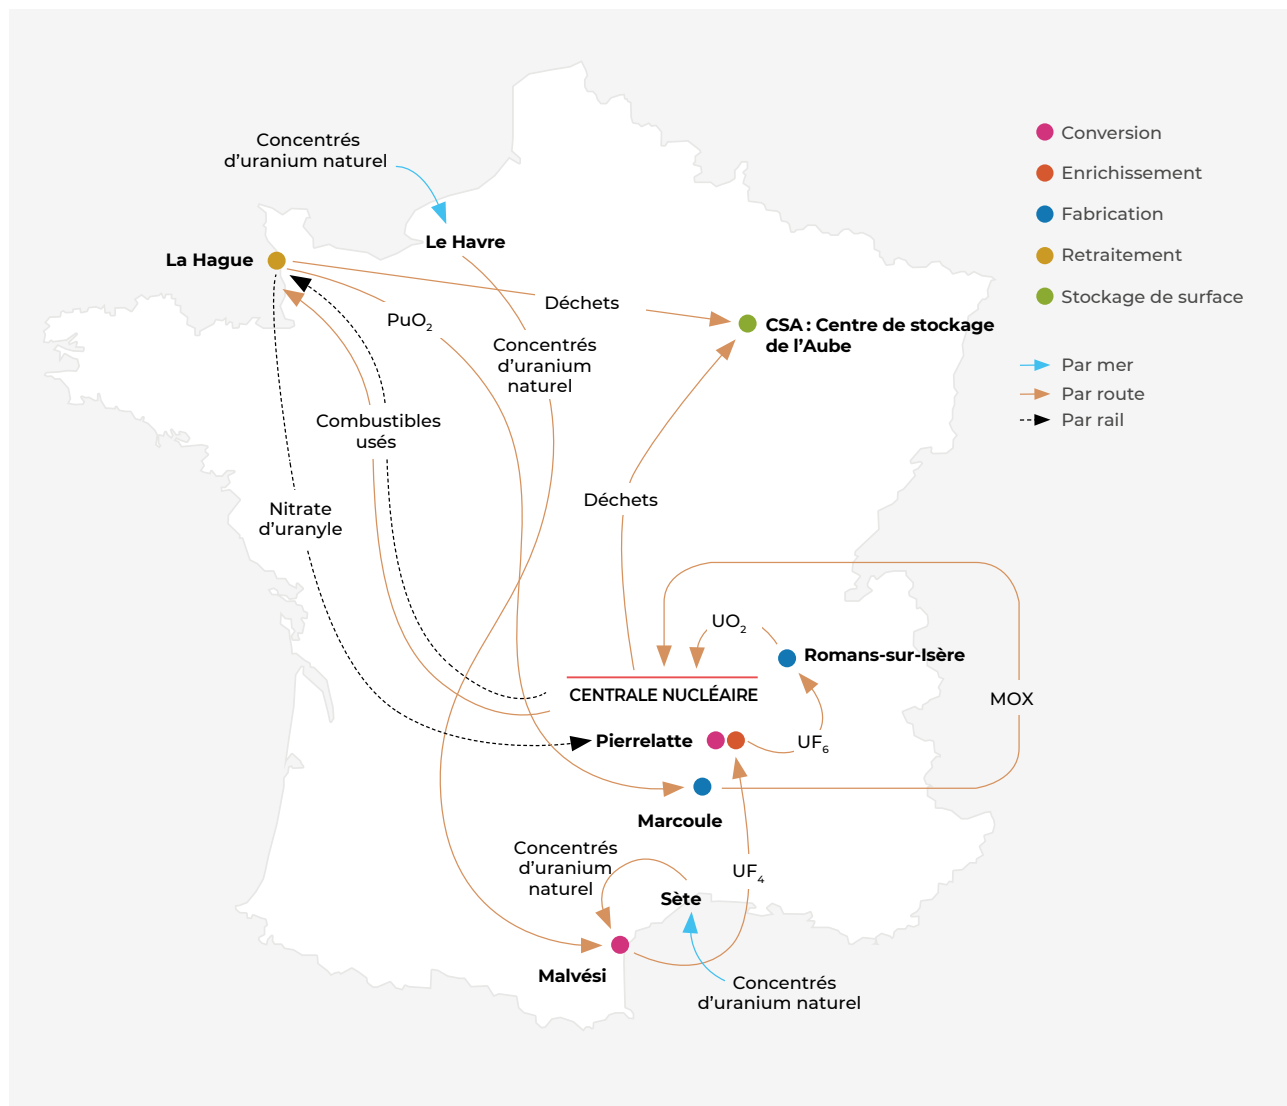 Concentrés
d’uranium naturel
Le Havre
La Hague
Déchets
PuO₂
CSA : Centre de stockage
de l’Aube
Concentrés
d’uranium
naturel
Combustibles
usés
Déchets
Nitrate
d’uranyle
UO₂
Romans-sur-Isère
CENTRALE NUCLÉAIRE
MOX
Pierrelatte
UF₆
Marcoule
Concentrés
d’uranium
naturel
UF₄
Sète
Malvési
Concentrés
d’uranium naturel
Conversion
Enrichissement
Fabrication
Retraitement
Stockage de surface
Par mer
Par route
Par rail